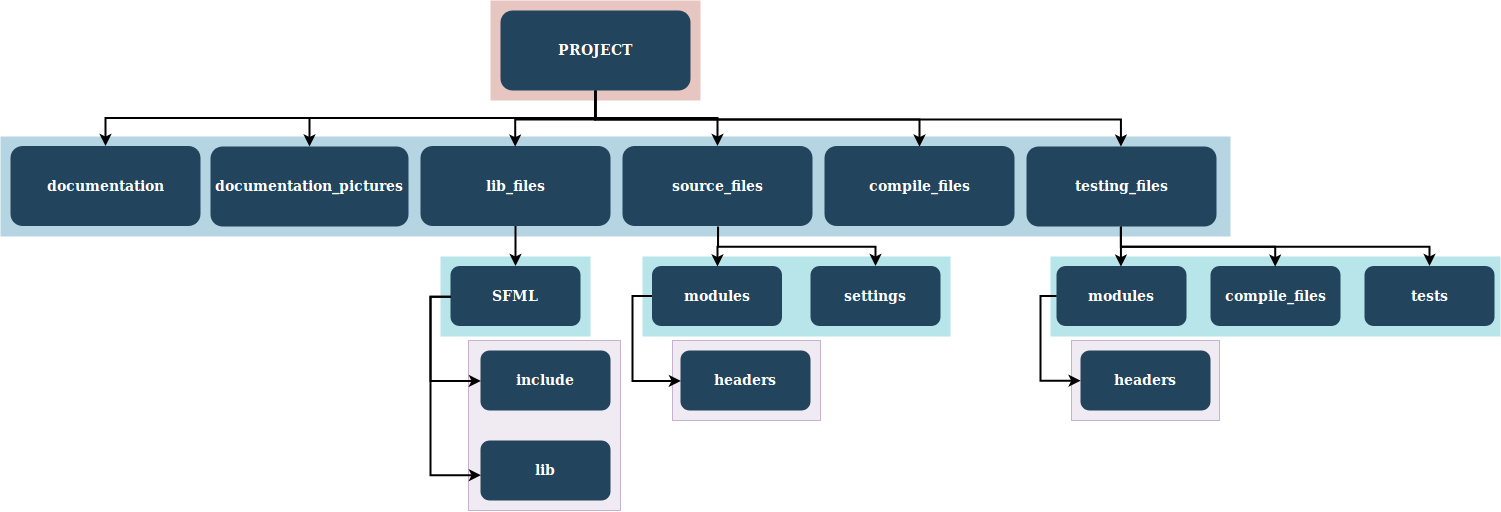 PROJECT
documentation
documentation_pictures
lib_files
source_files
compile_files
testing_files
SFML
modules
settings
modules
compile_files
tests
include
headers
headers
lib